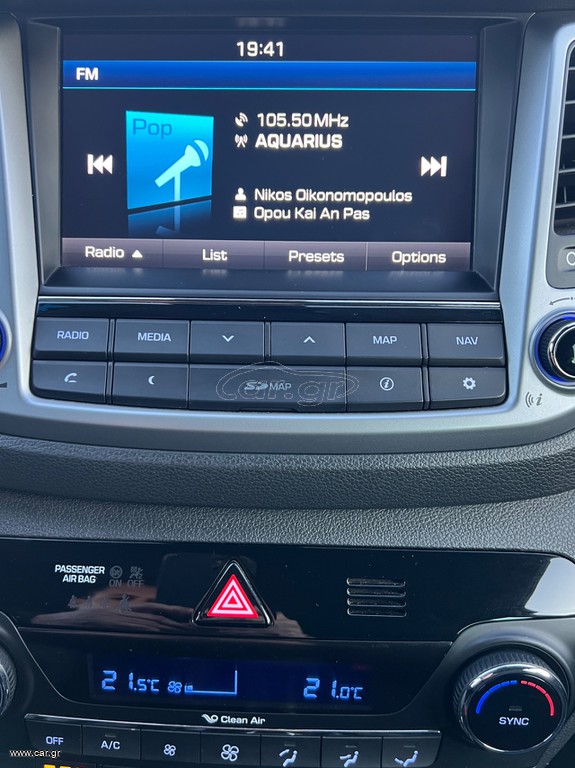 19:41
FM
Pop
105.50 MHz
AQUARIUS
Nikos Oikonomopoulos
Opou Kai An Pas
Radio List Presets Options
RADIO MEDIA MAP NAV
SD MAP
car.gr
PASSENGER
AIR BAG ON OFF
21.5°C 21.0°C
Clean Air
SYNC
OFF A/C
www.car.gr